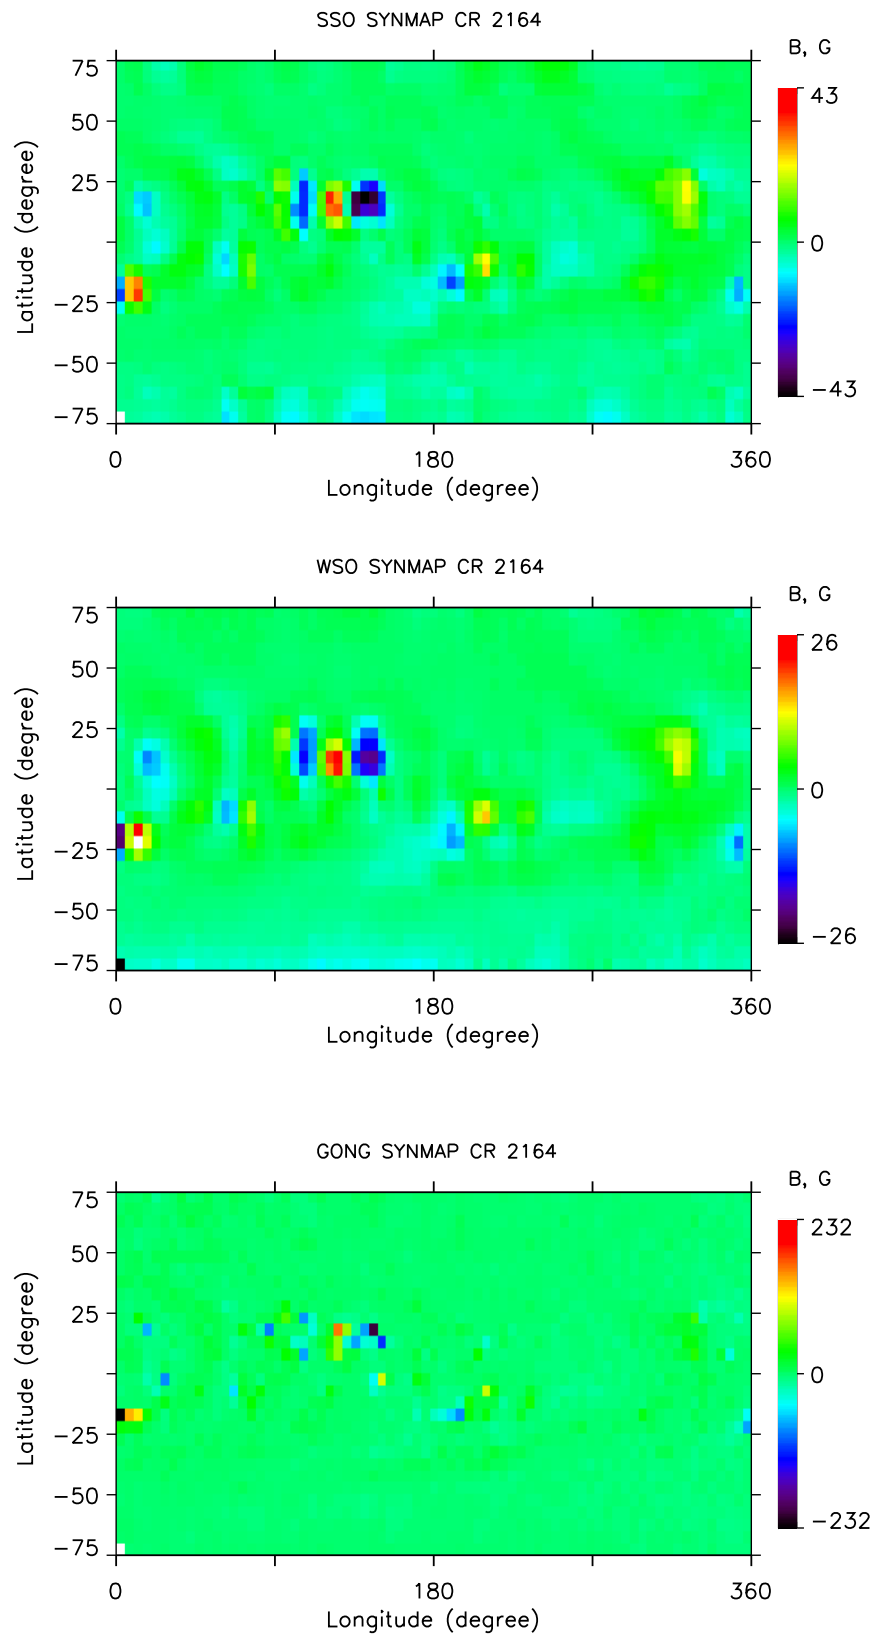 SSO SYNMAP CR 2164
B, G
75
50
25
0
−25
−50
−75
43
0
−43
Latitude (degree)
0 180 360
Longitude (degree)
WSO SYNMAP CR 2164
B, G
75
50
25
−25
−50
−75
26
0
−26
Latitude (degree)
0 180 360
Longitude (degree)
GONG SYNMAP CR 2164
B, G
75
50
25
−25
−50
−75
232
0
−232
Latitude (degree)
0 180 360
Longitude (degree)